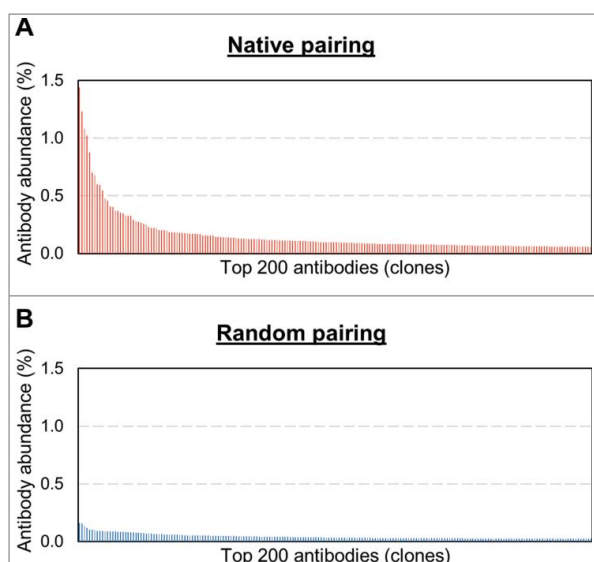 A
Native pairing
Antibody abundance (%)
1.5
1.0
0.5
0.0
Top 200 antibodies (clones)
B
Random pairing
Antibody abundance (%)
1.5
1.0
0.5
0.0
Top 200 antibodies (clones)